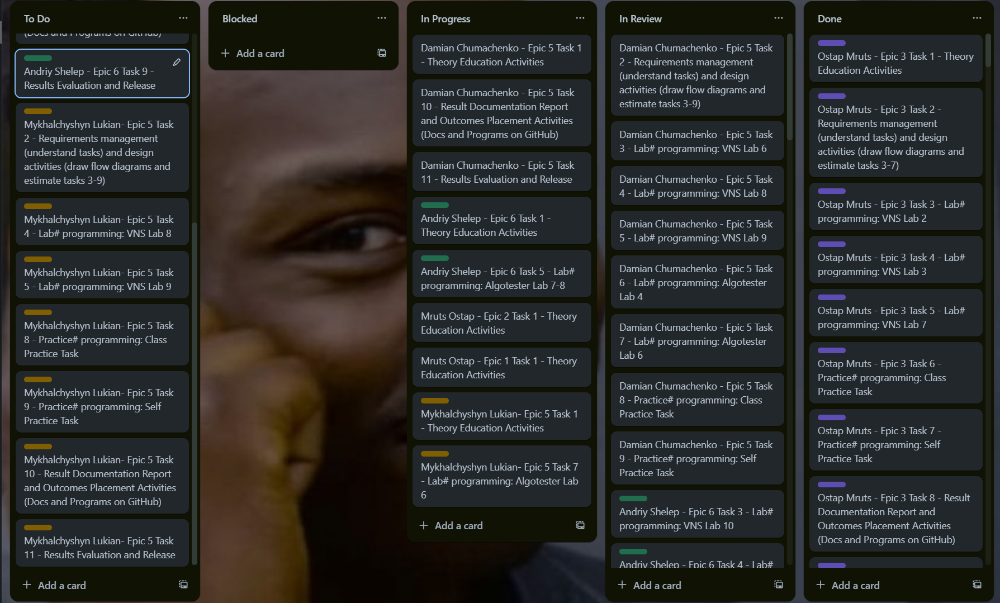 To Do
(Docs and Programs on GitHub)
Andriy Shelep - Epic 6 Task 9 -
Results Evaluation and Release
Mykhalchyshyn Lukian- Epic 5 Task
2 - Requirements management
(understand tasks) and design
activities (draw flow diagrams and
estimate tasks 3-9)
Mykhalchyshyn Lukian- Epic 5 Task
4 - Lab# programming: VNS Lab 8
Mykhalchyshyn Lukian- Epic 5 Task
5 - Lab# programming: VNS Lab 9
Mykhalchyshyn Lukian- Epic 5 Task
8 - Practice# programming: Class
Practice Task
Mykhalchyshyn Lukian- Epic 5 Task
9 - Practice# programming: Self
Practice Task
Mykhalchyshyn Lukian- Epic 5 Task
10 - Result Documentation Report
and Outcomes Placement Activities
(Docs and Programs on GitHub)
Mykhalchyshyn Lukian- Epic 5 Task
11 - Results Evaluation and Release
+ Add a card
Blocked
+ Add a card
In Progress
Damian Chumachenko - Epic 5 Task 1
- Theory Education Activities
Damian Chumachenko - Epic 5 Task
10 - Result Documentation Report
and Outcomes Placement Activities
(Docs and Programs on GitHub)
Damian Chumachenko - Epic 5 Task
11 - Results Evaluation and Release
Andriy Shelep - Epic 6 Task 1 -
Theory Education Activities
Andriy Shelep - Epic 6 Task 5 - Lab#
programming: Algotester Lab 7-8
Mruts Ostap - Epic 2 Task 1 - Theory
Education Activities
Mruts Ostap - Epic 1 Task 1 - Theory
Education Activities
Mykhalchyshyn Lukian- Epic 5 Task 1
- Theory Education Activities
Mykhalchyshyn Lukian- Epic 5 Task 7
- Lab# programming: Algotester Lab
6
+ Add a card
In Review
Damian Chumachenko - Epic 5 Task
2 - Requirements management
(understand tasks) and design
activities (draw flow diagrams and
estimate tasks 3-9)
Damian Chumachenko - Epic 5 Task
3 - Lab# programming: VNS Lab 6
Damian Chumachenko - Epic 5 Task
4 - Lab# programming: VNS Lab 8
Damian Chumachenko - Epic 5 Task
5 - Lab# programming: VNS Lab 9
Damian Chumachenko - Epic 5 Task
6 - Lab# programming: Algotester
Lab 4
Damian Chumachenko - Epic 5 Task
7 - Lab# programming: Algotester
Lab 6
Damian Chumachenko - Epic 5 Task
8 - Practice# programming: Class
Practice Task
Damian Chumachenko - Epic 5 Task
9 - Practice# programming: Self
Practice Task
Andriy Shelep - Epic 6 Task 3 - Lab#
programming: VNS Lab 10
Andriy Shelep - Epic 6 Task 4 - Lab#
+ Add a card
Done
Ostap Mruts - Epic 3 Task 1 - Theory
Education Activities
Ostap Mruts - Epic 3 Task 2 -
Requirements management
(understand tasks) and design
activities (draw flow diagrams and
estimate tasks 3-7)
Ostap Mruts - Epic 3 Task 3 - Lab#
programming: VNS Lab 2
Ostap Mruts - Epic 3 Task 4 - Lab#
programming: VNS Lab 3
Ostap Mruts - Epic 3 Task 5 - Lab#
programming: VNS Lab 7
Ostap Mruts - Epic 3 Task 6 -
Practice# programming: Class
Practice Task
Ostap Mruts - Epic 3 Task 7 -
Practice# programming: Self
Practice Task
Ostap Mruts - Epic 3 Task 8 - Result
Documentation Report and
Outcomes Placement Activities
(Docs and Programs on GitHub)
+ Add a card